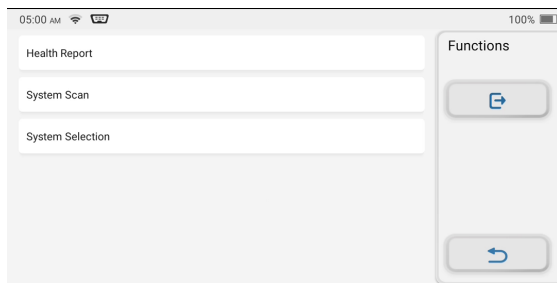 05:00 AM
100%
Health Report
System Scan
System Selection
Functions